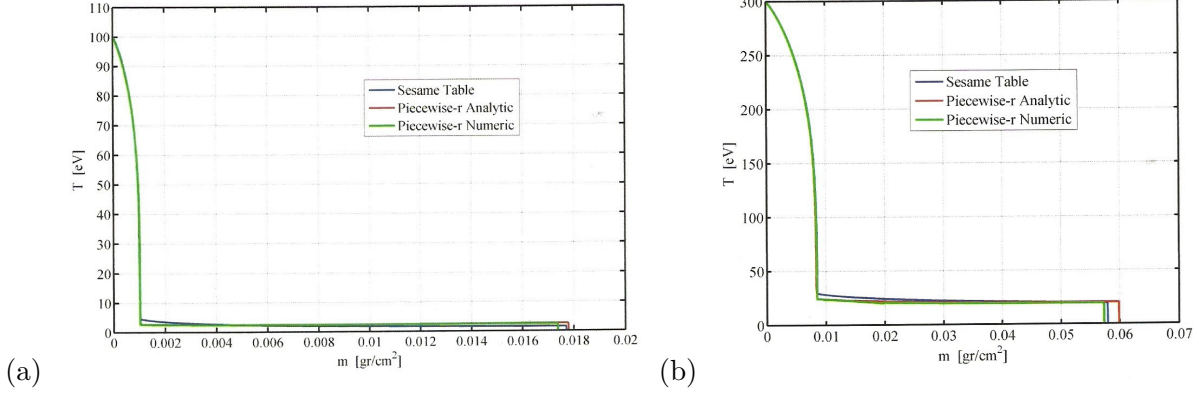 110
100
90
80
70
60
50
40
30
20
10
0
T [eV]
Sesame Table
Piecewise-r Analytic
Piecewise-r Numeric
0 0.002 0.004 0.006 0.008 0.01 0.012 0.014 0.016 0.018 0.02
m [gr/cm²]
(a)
300
250
200
150
100
50
0
T [eV]
Sesame Table
Piecewise-r Analytic
Piecewise-r Numeric
0 0.01 0.02 0.03 0.04 0.05 0.06 0.07
m [gr/cm²]
(b)